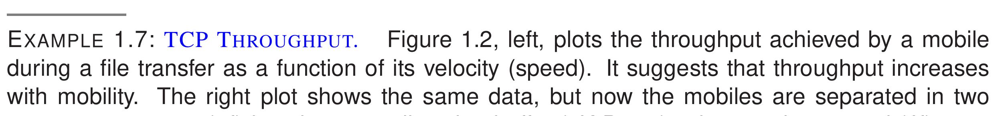 EXAMPLE 1.7: TCP THROUGHPUT. Figure 1.2, left, plots the throughput achieved by a mobile
during a file transfer as a function of its velocity (speed). It suggests that throughput increases
with mobility. The right plot shows the same data, but now the mobiles are separated in two